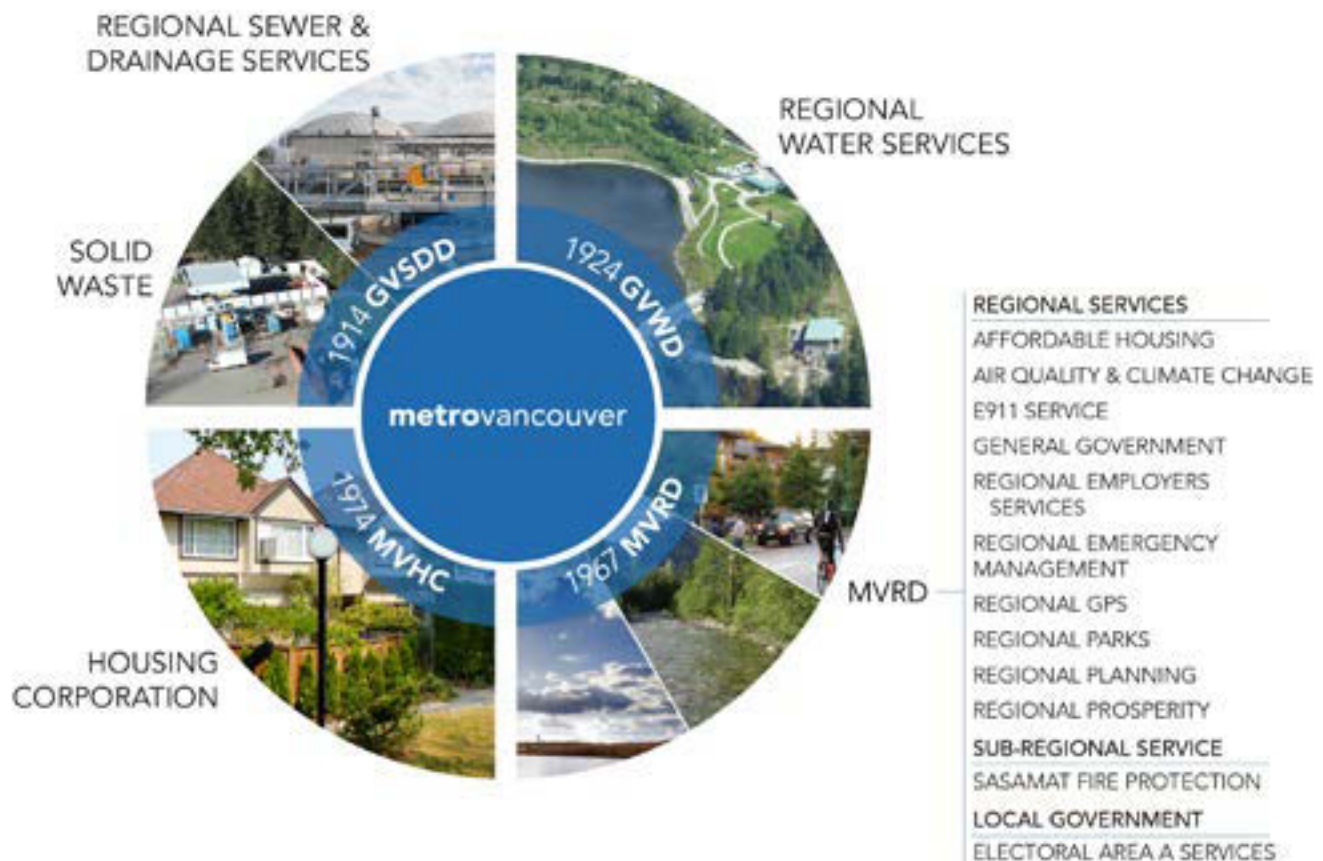 REGIONAL SEWER &
DRAINAGE SERVICES
REGIONAL
WATER SERVICES
SOLID
WASTE
1914 GVSDD
1924 GVWD
metrovancouver
1974 MVHC
1967 MVRD
HOUSING
CORPORATION
MVRD
REGIONAL SERVICES
AFFORDABLE HOUSING
AIR QUALITY & CLIMATE CHANGE
E911 SERVICE
GENERAL GOVERNMENT
REGIONAL EMPLOYERS
SERVICES
REGIONAL EMERGENCY
MANAGEMENT
REGIONAL GPS
REGIONAL PARKS
REGIONAL PLANNING
REGIONAL PROSPERITY
SUB-REGIONAL SERVICE
SASAMAT FIRE PROTECTION
LOCAL GOVERNMENT
ELECTORAL AREA A SERVICES